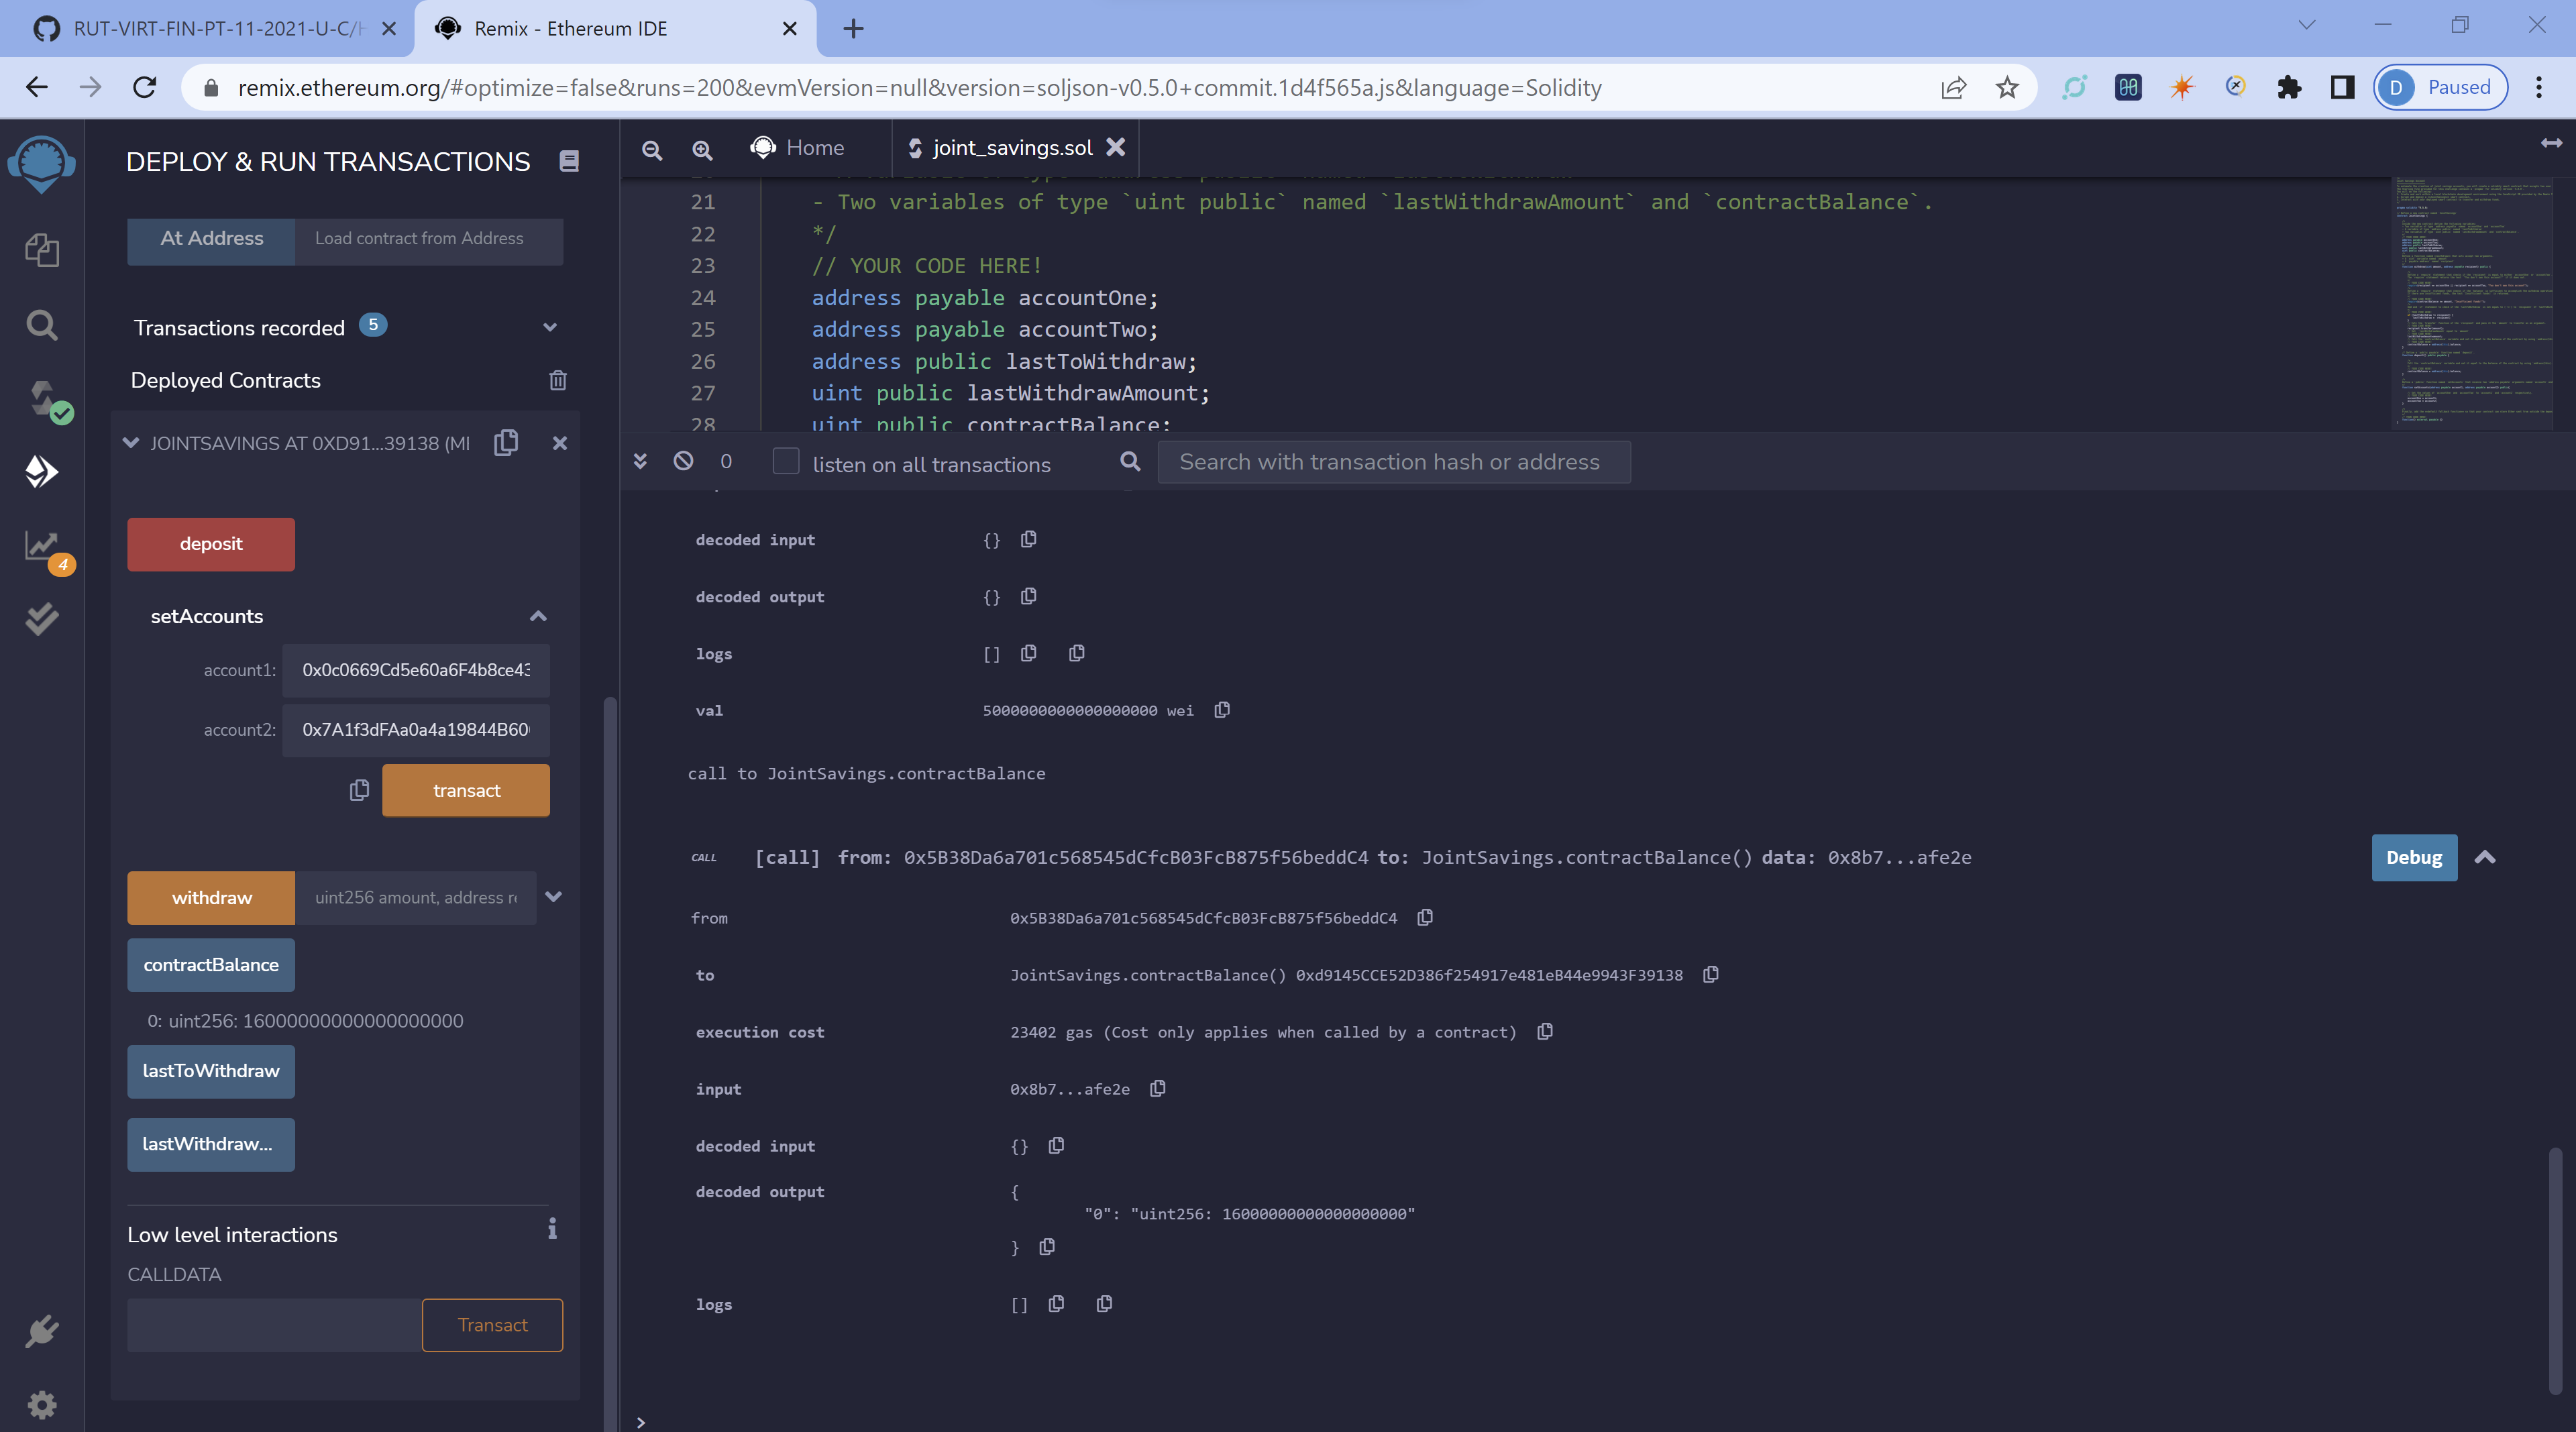 RUT-VIRT-FIN-PT-11-2021-U-C/
Remix - Ethereum IDE
remix.ethereum.org/#optimize=false&runs=200&evmVersion=null&version=soljson-v0.5.0+commit.1d4f565a.js&language=Solidity
D Paused
DEPLOY & RUN TRANSACTIONS
At Address Load contract from Address
Transactions recorded 5
Deployed Contracts
JOINTSAVINGS AT 0XD91...39138 (MI
4
deposit
setAccounts
account1: 0x0c0669Cd5e60a6F4b8ce43
account2: 0x7A1f3dFAa0a4a19844B60
transact
withdraw uint256 amount, address re
contractBalance
0: uint256: 16000000000000000000
lastToWithdraw
lastWithdraw...
Low level interactions
i
CALLDATA
Transact
Home
joint_savings.sol
21 - Two variables of type `uint public` named `lastWithdrawAmount` and `contractBalance`.
22 */
23 // YOUR CODE HERE!
24 address payable accountOne;
25 address payable accountTwo;
26 address public lastToWithdraw;
27 uint public lastWithdrawAmount;
28 uint public contractBalance;
0 listen on all transactions Search with transaction hash or address
decoded input {}
decoded output {}
logs []
val 5000000000000000000 wei
call to JointSavings.contractBalance
CALL [call] from: 0x5B38Da6a701c568545dCfcB03FcB875f56beddC4 to: JointSavings.contractBalance() data: 0x8b7...afe2e
Debug
from 0x5B38Da6a701c568545dCfcB03FcB875f56beddC4
to JointSavings.contractBalance() 0xd9145CCE52D386f254917e481eB44e9943F39138
execution cost 23402 gas (Cost only applies when called by a contract)
input 0x8b7...afe2e
decoded input {}
decoded output {
"0": "uint256: 16000000000000000000"
}
logs []
>